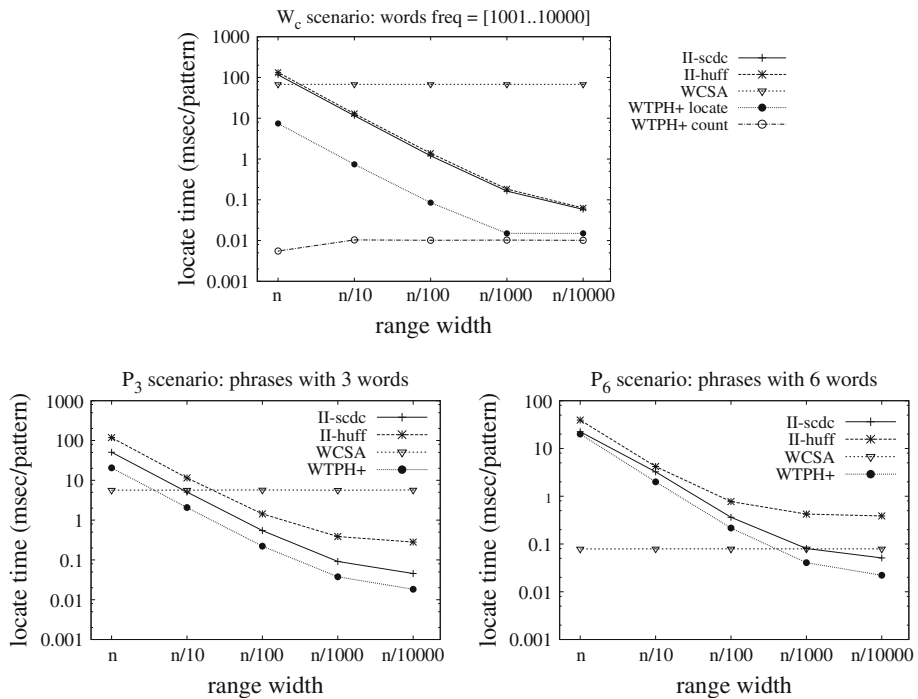 W_c scenario: words freq = [1001..10000]
locate time (msec/pattern)
1000
100
10
1
0.1
0.01
0.001
n n/10 n/100 n/1000 n/10000
range width
II-scdc
II-huff
WCSA
WTPH+ locate
WTPH+ count
P_3 scenario: phrases with 3 words
locate time (msec/pattern)
1000
100
10
1
0.1
0.01
0.001
n n/10 n/100 n/1000 n/10000
range width
II-scdc
II-huff
WCSA
WTPH+
P_6 scenario: phrases with 6 words
locate time (msec/pattern)
100
10
1
0.1
0.01
0.001
n n/10 n/100 n/1000 n/10000
range width
II-scdc
II-huff
WCSA
WTPH+